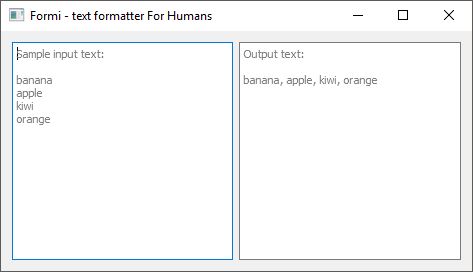 Formi - text formatter For Humans
Sample input text:
banana
apple
kiwi
orange
Output text:
banana, apple, kiwi, orange